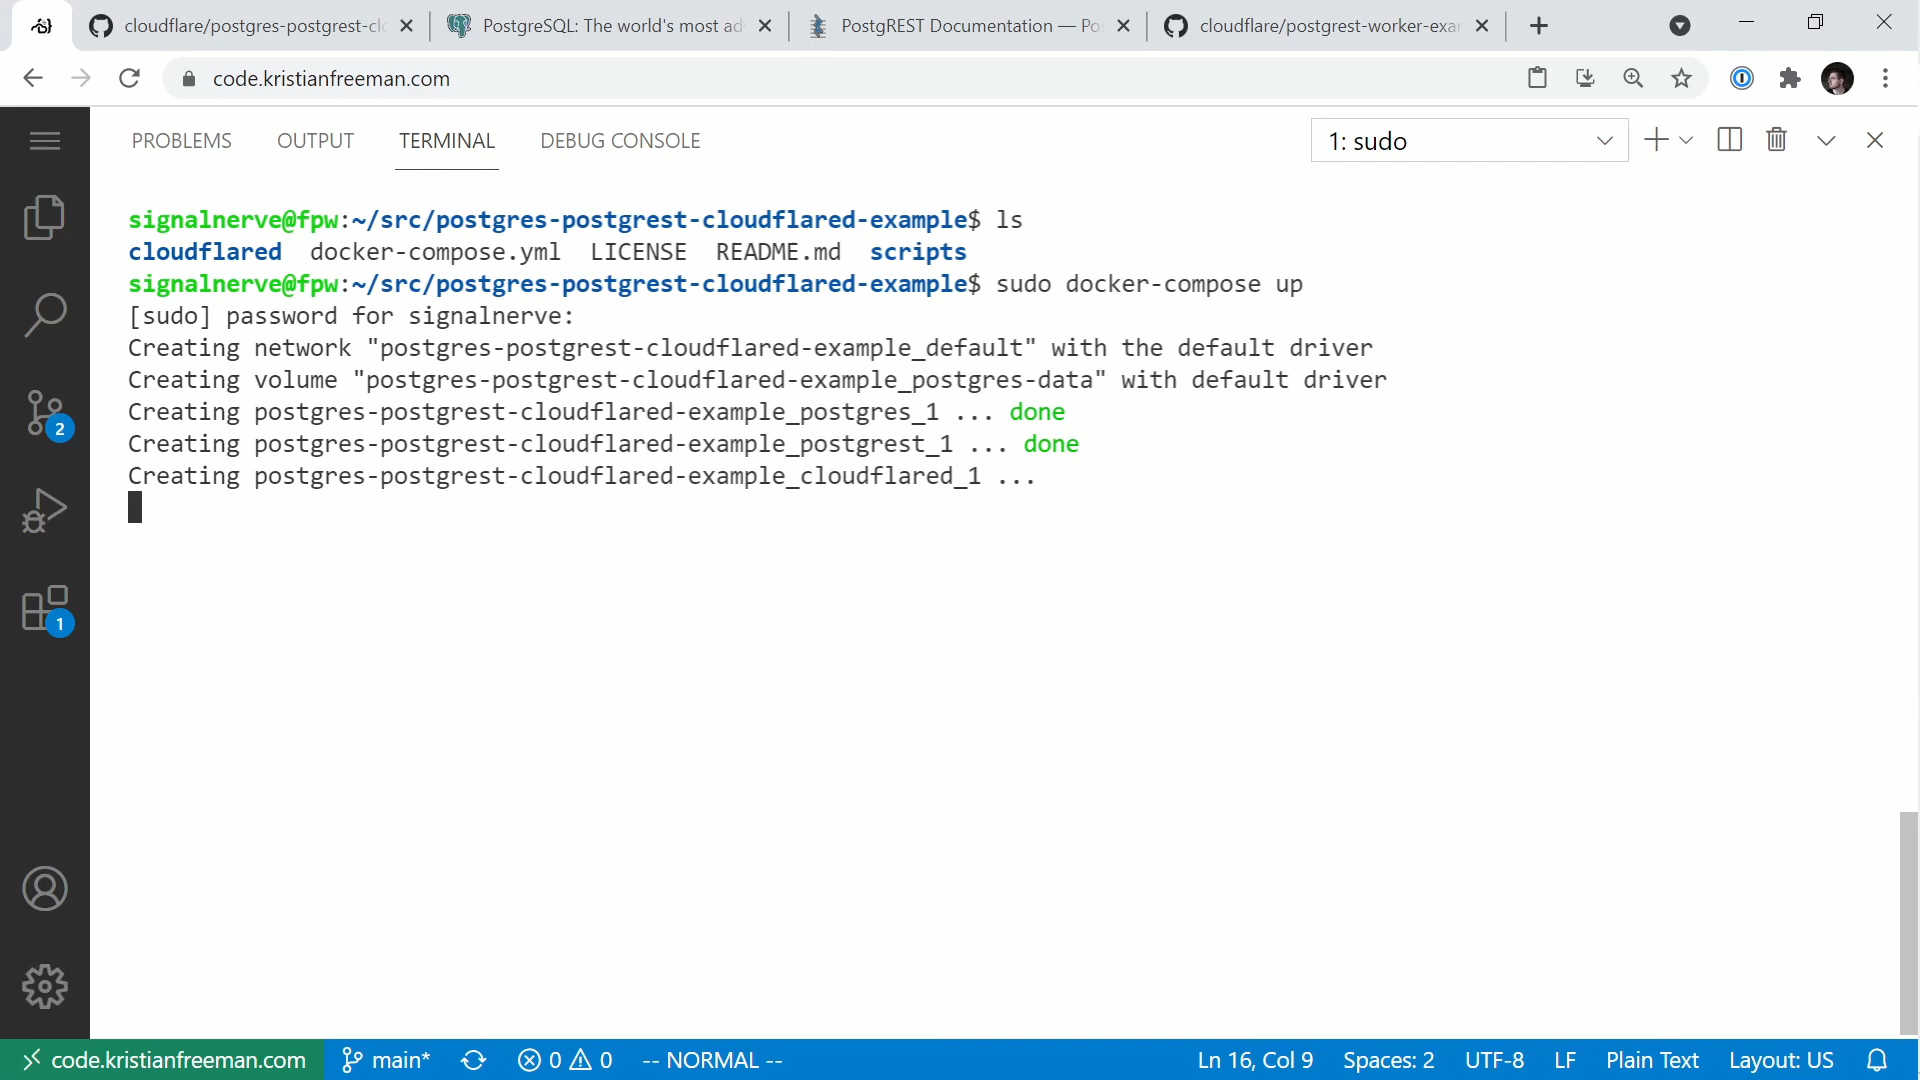 cloudflare/postgres-postgrest-clo
PostgreSQL: The world's most ad
PostgREST Documentation — Po
cloudflare/postgrest-worker-exar
code.kristianfreeman.com
PROBLEMS OUTPUT TERMINAL DEBUG CONSOLE 1: sudo
signalnerve@fpw:~/src/postgres-postgrest-cloudflared-example$ ls
cloudflared docker-compose.yml LICENSE README.md scripts
signalnerve@fpw:~/src/postgres-postgrest-cloudflared-example$ sudo docker-compose up
[sudo] password for signalnerve:
Creating network "postgres-postgrest-cloudflared-example_default" with the default driver
Creating volume "postgres-postgrest-cloudflared-example_postgres-data" with default driver
Creating postgres-postgrest-cloudflared-example_postgres_1 ... done
Creating postgres-postgrest-cloudflared-example_postgrest_1 ... done
Creating postgres-postgrest-cloudflared-example_cloudflared_1 ...
2
1
code.kristianfreeman.com main* 0 0 -- NORMAL -- Ln 16, Col 9 Spaces: 2 UTF-8 LF Plain Text Layout: US